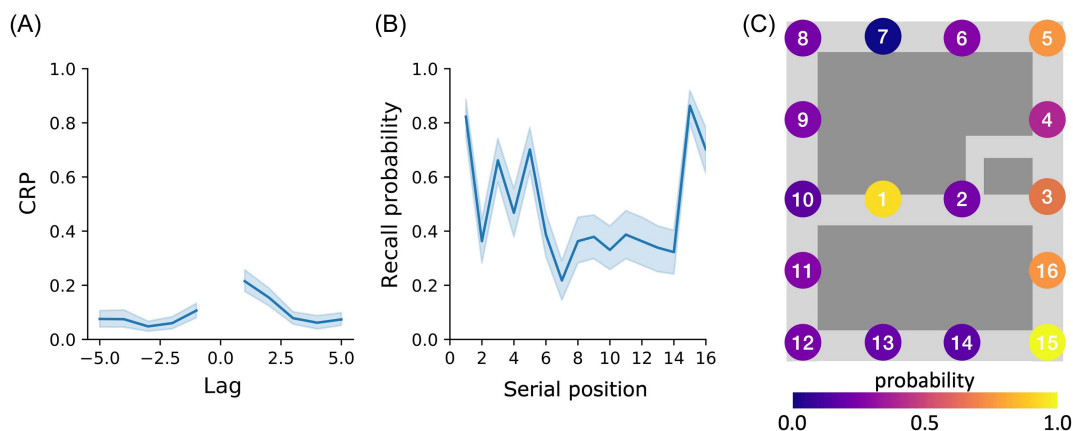 (A)
CRP
1.0
0.8
0.6
0.4
0.2
0.0
−5.0 −2.5 0.0 2.5 5.0
Lag
(B)
Recall probability
1.0
0.8
0.6
0.4
0.2
0.0
0 2 4 6 8 10 12 14 16
Serial position
(C)
8 7 6 5
9 4
10 1 2 3
11 16
12 13 14 15
probability
0.0 0.5 1.0